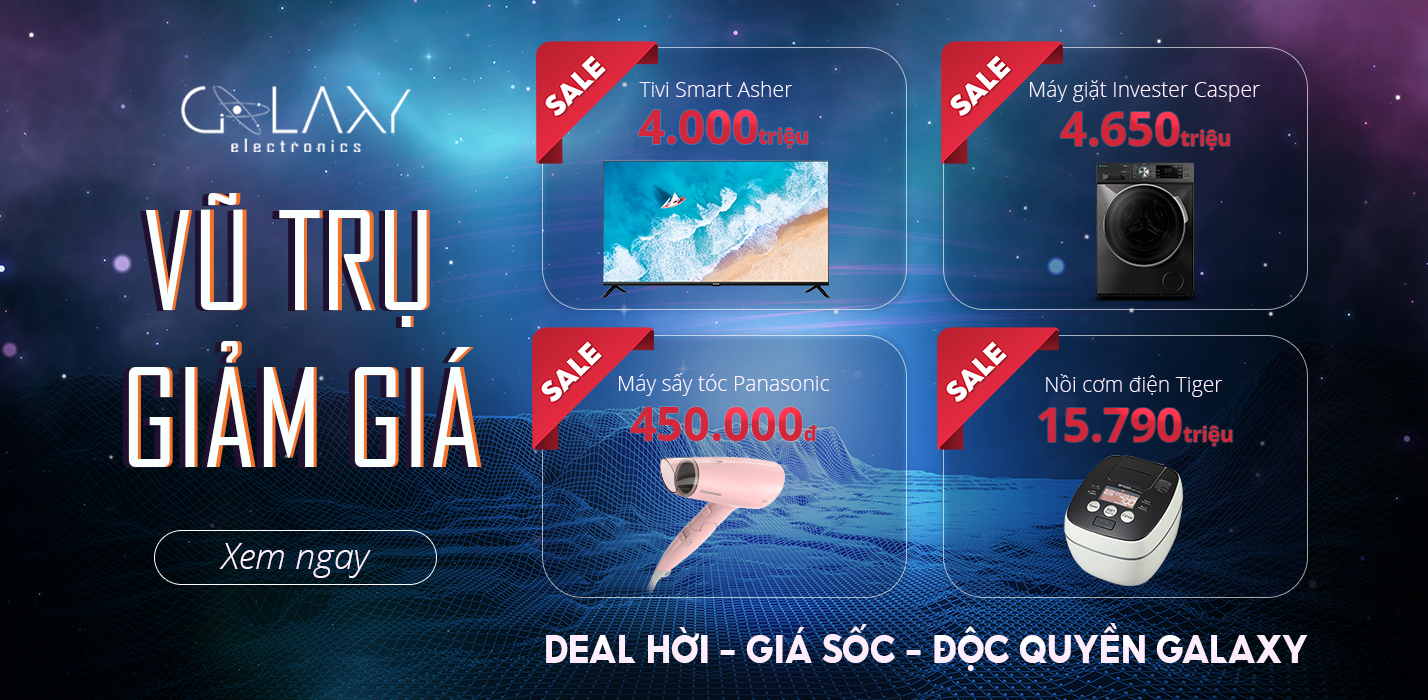 GALAXY
electronics
VŨ TRỤ
GIẢM GIÁ
Xem ngay
SALE
Tivi Smart Asher
4.000triệu
SALE
Máy giặt Invester Casper
4.650triệu
SALE
Máy sấy tóc Panasonic
450.000đ
Panasonic
SALE
Nồi cơm điện Tiger
15.790triệu
DEAL HỜI - GIÁ SỐC - ĐỘC QUYỀN GALAXY